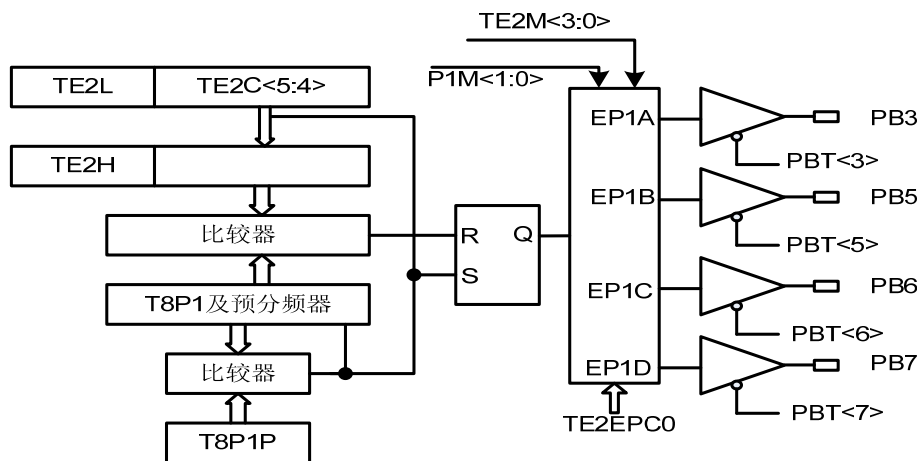 TE2M<3:0>
P1M<1:0>
TE2L TE2C<5:4>
TE2H
比较器
T8P1及预分频器
比较器
T8P1P
R Q
S
EP1A
EP1B
EP1C
EP1D
TE2EPC0
PB3
PBT<3>
PB5
PBT<5>
PB6
PBT<6>
PB7
PBT<7>